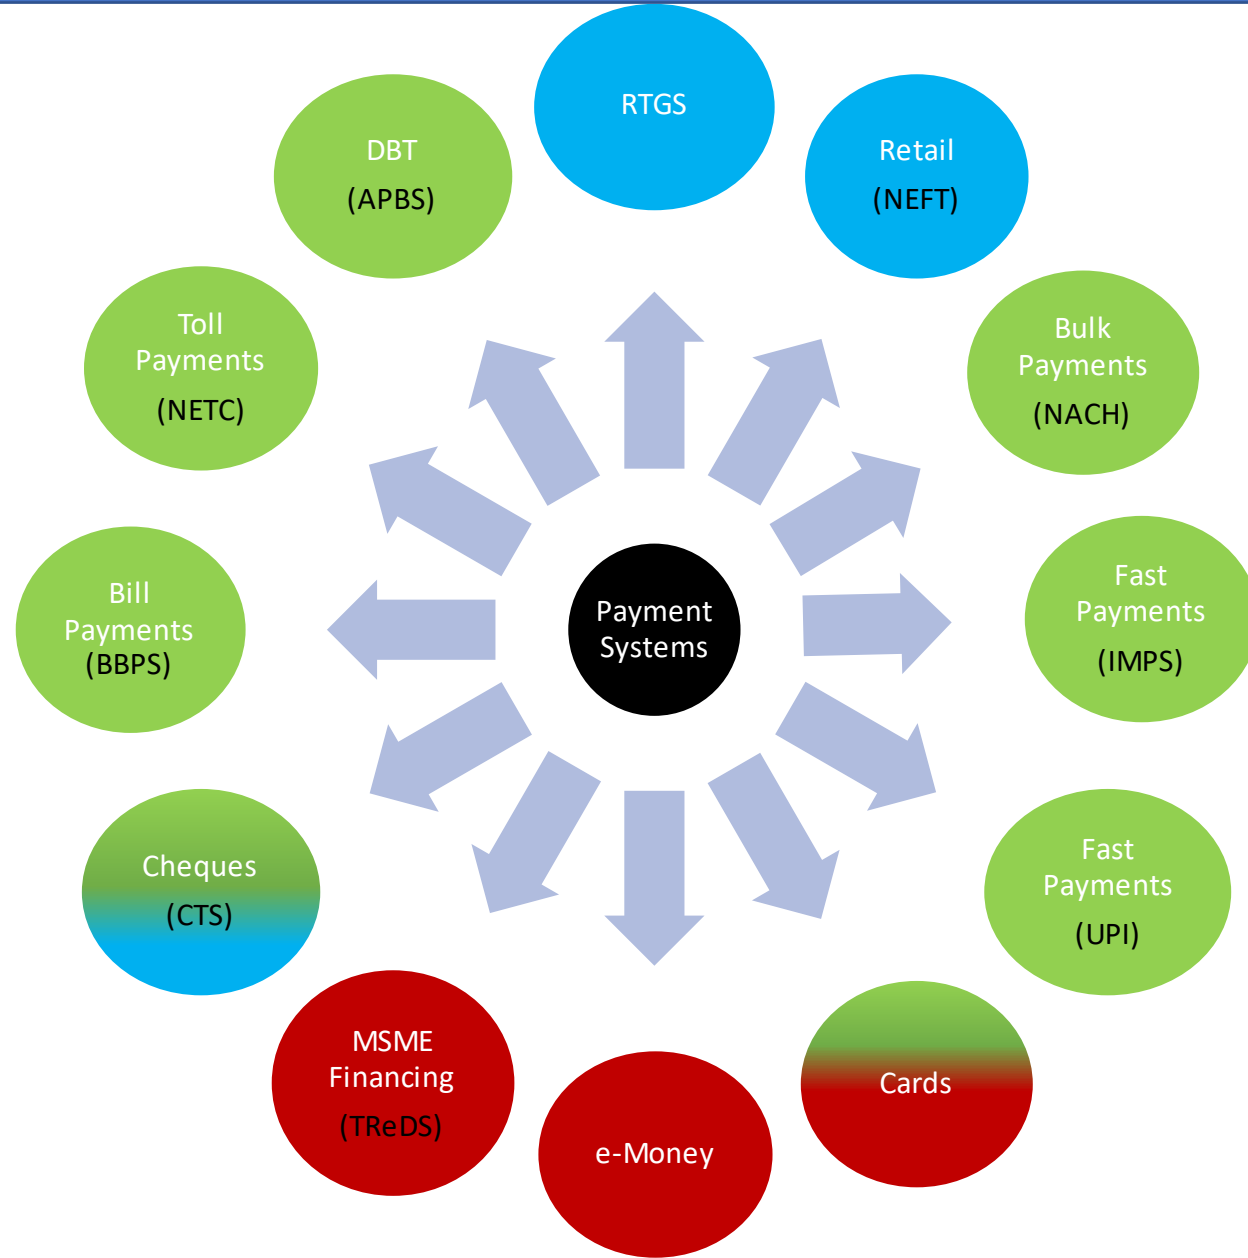 RTGS
Retail
(NEFT)
Bulk
Payments
(NACH)
Fast
Payments
(IMPS)
Fast
Payments
(UPI)
Cards
e-Money
MSME
Financing
(TReDS)
Cheques
(CTS)
Bill
Payments
(BBPS)
Toll
Payments
(NETC)
DBT
(APBS)
Payment
Systems